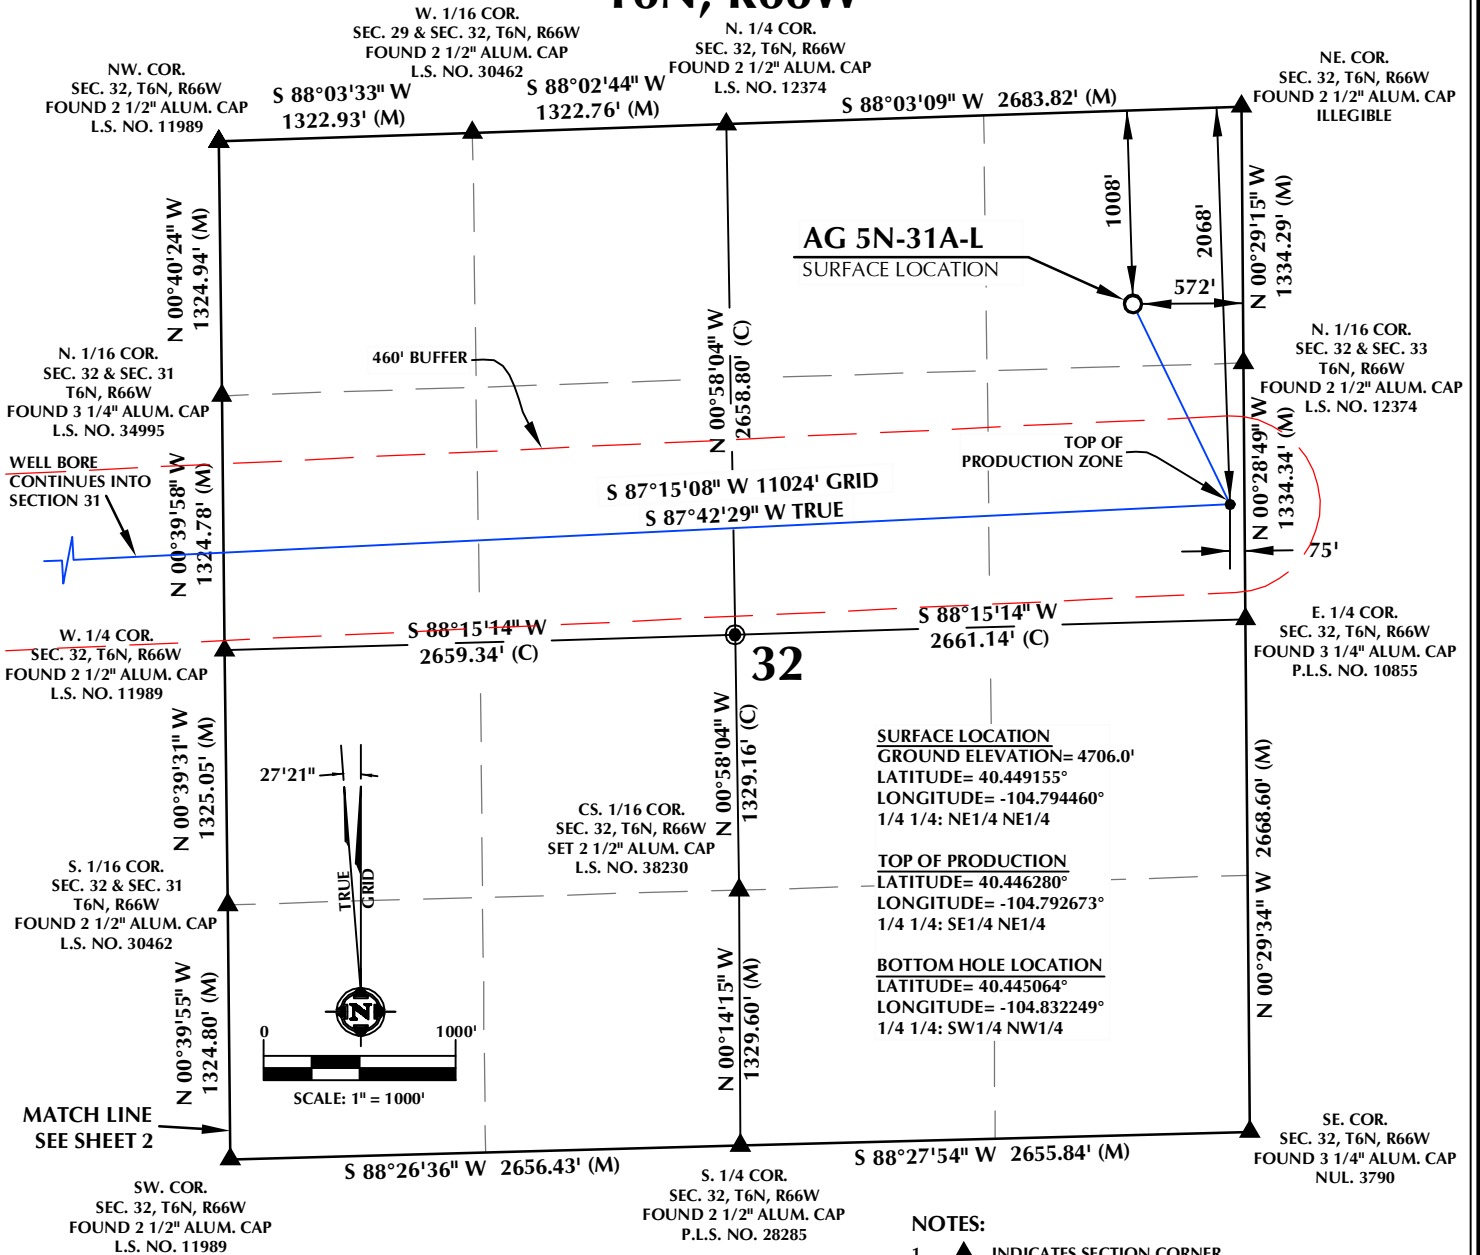 T6N, R66W
W. 1/16 COR.
SEC. 29 & SEC. 32, T6N, R66W
FOUND 2 1/2" ALUM. CAP
L.S. NO. 30462
N. 1/4 COR.
SEC. 32, T6N, R66W
FOUND 2 1/2" ALUM. CAP
L.S. NO. 12374
NW. COR.
SEC. 32, T6N, R66W
FOUND 2 1/2" ALUM. CAP
L.S. NO. 11989
NE. COR.
SEC. 32, T6N, R66W
FOUND 2 1/2" ALUM. CAP
ILLEGIBLE
S 88°03'33" W
1322.93' (M)
S 88°02'44" W
1322.76' (M)
S 88°03'09" W 2683.82' (M)
N 00°40'24" W
1324.94' (M)
1008'
2068'
N 00°29'15" W
1334.29' (M)
AG 5N-31A-L
SURFACE LOCATION
572'
N. 1/16 COR.
SEC. 32 & SEC. 31
T6N, R66W
FOUND 3 1/4" ALUM. CAP
L.S. NO. 34995
460' BUFFER
N 00°58'04" W
2658.80' (C)
N. 1/16 COR.
SEC. 32 & SEC. 33
T6N, R66W
FOUND 2 1/2" ALUM. CAP
L.S. NO. 12374
WELL BORE
CONTINUES INTO
SECTION 31
N 00°39'58" W
1324.78' (M)
TOP OF
PRODUCTION ZONE
N 00°28'49" W
1334.34' (M)
S 87°15'08" W 11024' GRID
S 87°42'29" W TRUE
75'
W. 1/4 COR.
SEC. 32, T6N, R66W
FOUND 2 1/2" ALUM. CAP
L.S. NO. 11989
S 88°15'14" W
2659.34' (C)
32
S 88°15'14" W
2661.14' (C)
E. 1/4 COR.
SEC. 32, T6N, R66W
FOUND 3 1/4" ALUM. CAP
P.L.S. NO. 10855
N 00°39'31" W
1325.05' (M)
27'21"
TRUE
GRID
CS. 1/16 COR.
SEC. 32, T6N, R66W
SET 2 1/2" ALUM. CAP
L.S. NO. 38230
N 00°58'04" W
1329.16' (C)
SURFACE LOCATION
GROUND ELEVATION= 4706.0'
LATITUDE= 40.449155°
LONGITUDE= -104.794460°
1/4 1/4: NE1/4 NE1/4
TOP OF PRODUCTION
LATITUDE= 40.446280°
LONGITUDE= -104.792673°
1/4 1/4: SE1/4 NE1/4
BOTTOM HOLE LOCATION
LATITUDE= 40.445064°
LONGITUDE= -104.832249°
1/4 1/4: SW1/4 NW1/4
N 00°29'34" W 2668.60' (M)
S. 1/16 COR.
SEC. 32 & SEC. 31
T6N, R66W
FOUND 2 1/2" ALUM. CAP
L.S. NO. 30462
N 00°39'55" W
1324.80' (M)
N
0 1000'
SCALE: 1" = 1000'
N 00°14'15" W
1329.60' (M)
MATCH LINE
SEE SHEET 2
S 88°26'36" W 2656.43' (M)
S 88°27'54" W 2655.84' (M)
SW. COR.
SEC. 32, T6N, R66W
FOUND 2 1/2" ALUM. CAP
L.S. NO. 11989
S. 1/4 COR.
SEC. 32, T6N, R66W
FOUND 2 1/2" ALUM. CAP
P.L.S. NO. 28285
SE. COR.
SEC. 32, T6N, R66W
FOUND 3 1/4" ALUM. CAP
NUL. 3790
NOTES:
1. INDICATES SECTION CORNER